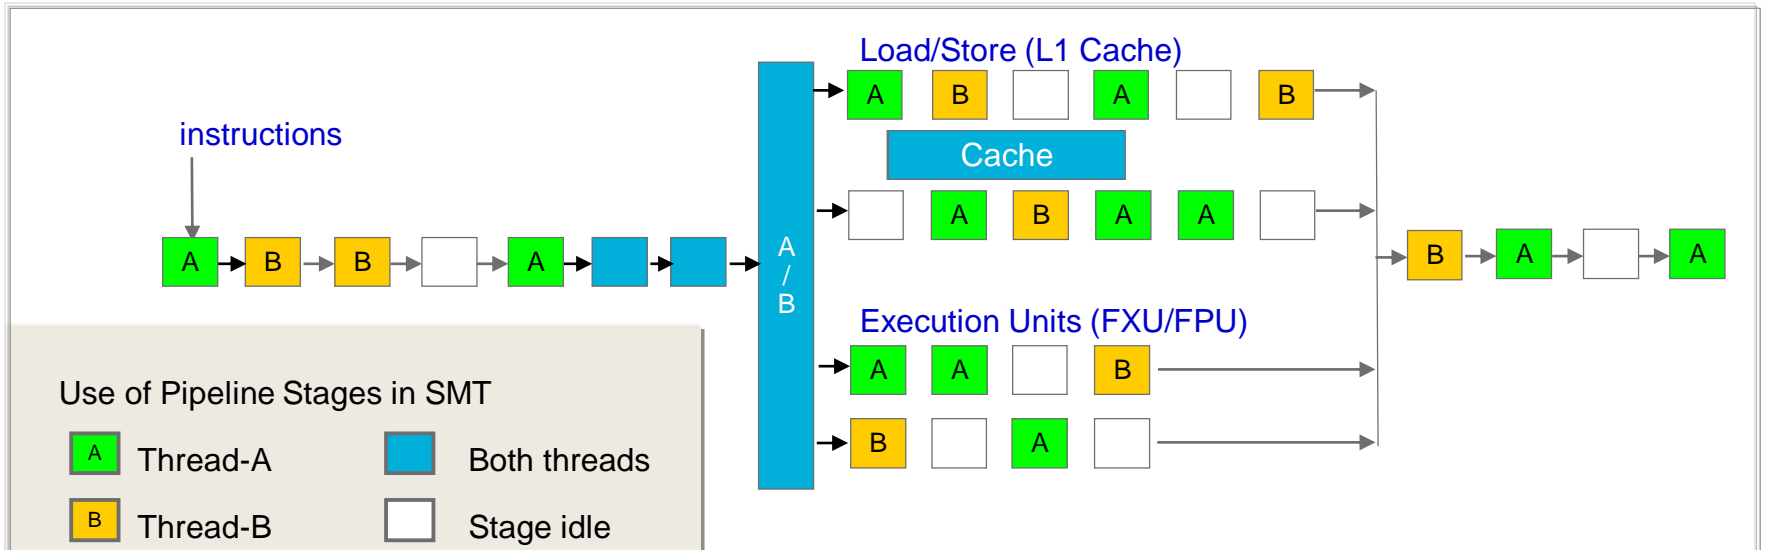 Load/Store (L1 Cache)
A B A B
instructions
Cache
A B A A
A B B A
A
/
B
B A A
Execution Units (FXU/FPU)
A A B
B A
Use of Pipeline Stages in SMT
A Thread-A Both threads
B Thread-B Stage idle